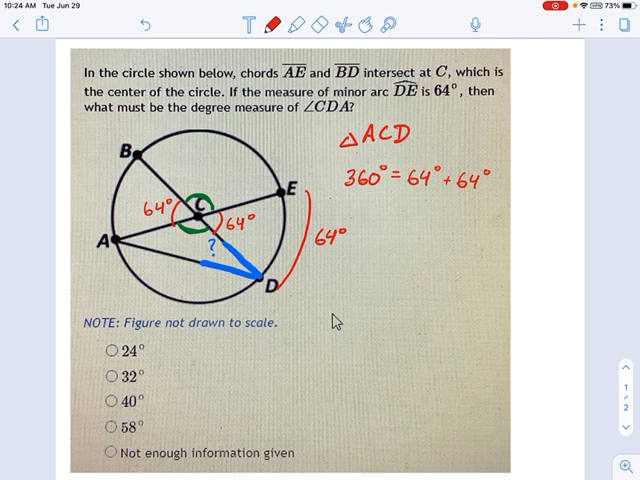 10:24 AM Tue Jun 29
VPN 73%
In the circle shown below, chords AE and BD intersect at C, which is
the center of the circle. If the measure of minor arc DE is 64°, then
what must be the degree measure of ∠CDA?
△ACD
360° = 64° + 64°
B
E
C
64°
64°
64°
A
?
D
NOTE: Figure not drawn to scale.
24°
32°
40°
58°
Not enough information given
1
/
2